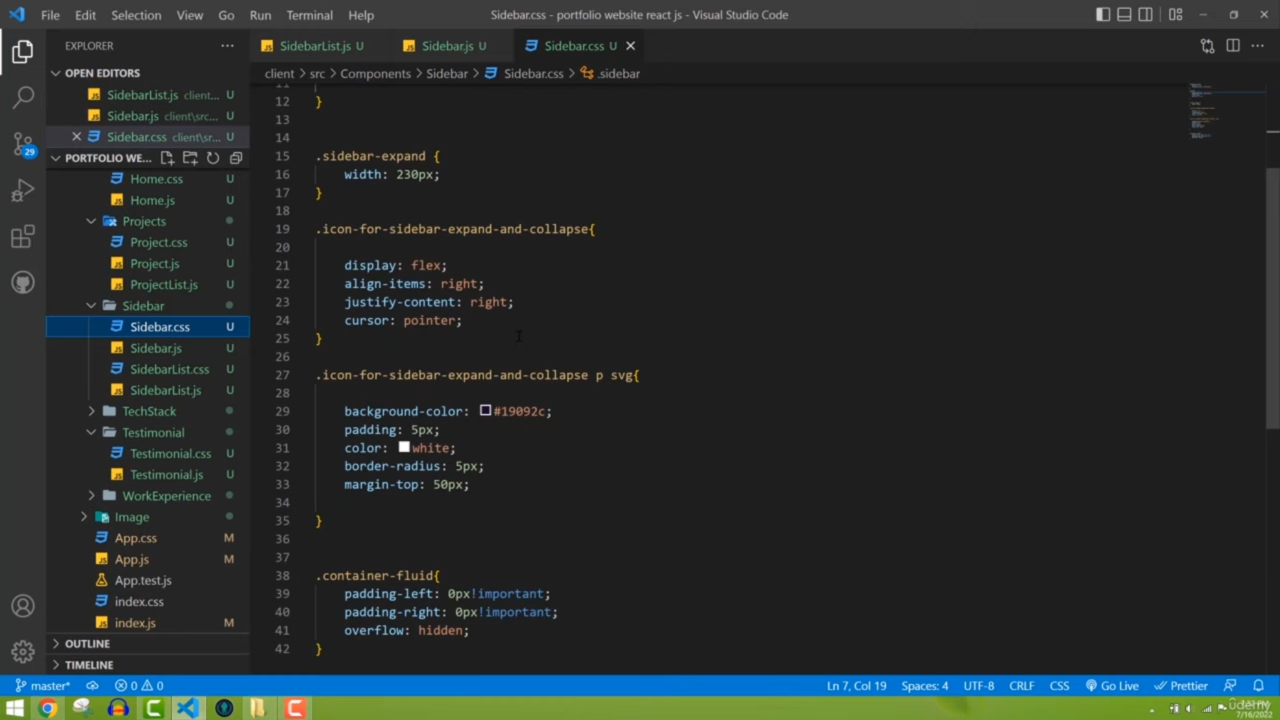 File Edit Selection View Go Run Terminal Help Sidebar.css - portfolio website react js - Visual Studio Code
EXPLORER
SidebarList.js U
Sidebar.js U
Sidebar.css U
OPEN EDITORS
client > src > Components > Sidebar > Sidebar.css > .sidebar
SidebarList.js client... U
Sidebar.js client\src... U
Sidebar.css client\sr... U
PORTFOLIO WE...
Home.css U
Home.js U
Projects
Project.css U
Project.js U
ProjectList.js U
Sidebar
Sidebar.css U
Sidebar.js U
SidebarList.css U
SidebarList.js U
TechStack
Testimonial
Testimonial.css U
Testimonial.js U
WorkExperience
Image
App.css M
App.js M
App.test.js
index.css
index.js M
OUTLINE
TIMELINE
29
11
12 }
13
14
15 .sidebar-expand {
16 width: 230px;
17 }
18
19 .icon-for-sidebar-expand-and-collapse{
20
21 display: flex;
22 align-items: right;
23 justify-content: right;
24 cursor: pointer;
25 }
26
27 .icon-for-sidebar-expand-and-collapse p svg{
28
29 background-color: #19092c;
30 padding: 5px;
31 color: white;
32 border-radius: 5px;
33 margin-top: 50px;
34
35 }
36
37
38 .container-fluid{
39 padding-left: 0px!important;
40 padding-right: 0px!important;
41 overflow: hidden;
42 }
master* 0 0 Ln 7, Col 19 Spaces: 4 UTF-8 CRLF CSS Go Live Prettier
udemy
7/16/2022